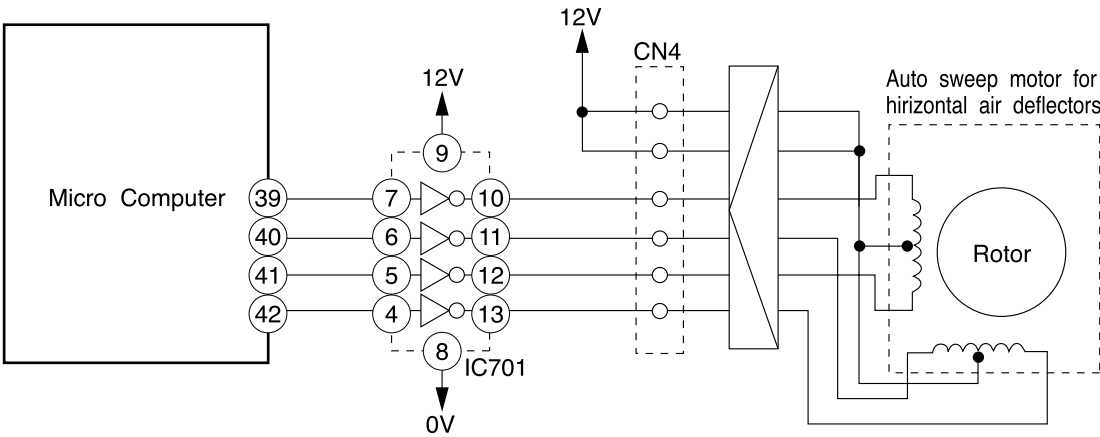 12V
CN4
12V
Auto sweep motor for
hirizontal air deflectors
9
Micro Computer
39
7
10
40
6
11
Rotor
41
5
12
42
4
13
8
IC701
0V